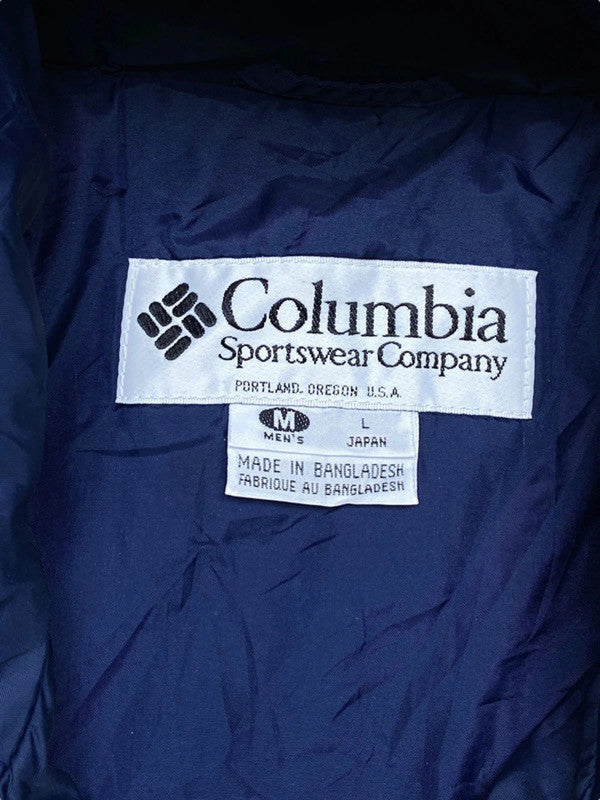 Columbia
Sportswear Company
PORTLAND, OREGON U.S.A.
M L
MEN'S JAPAN
MADE IN BANGLADESH
FABRIQUE AU BANGLADESH